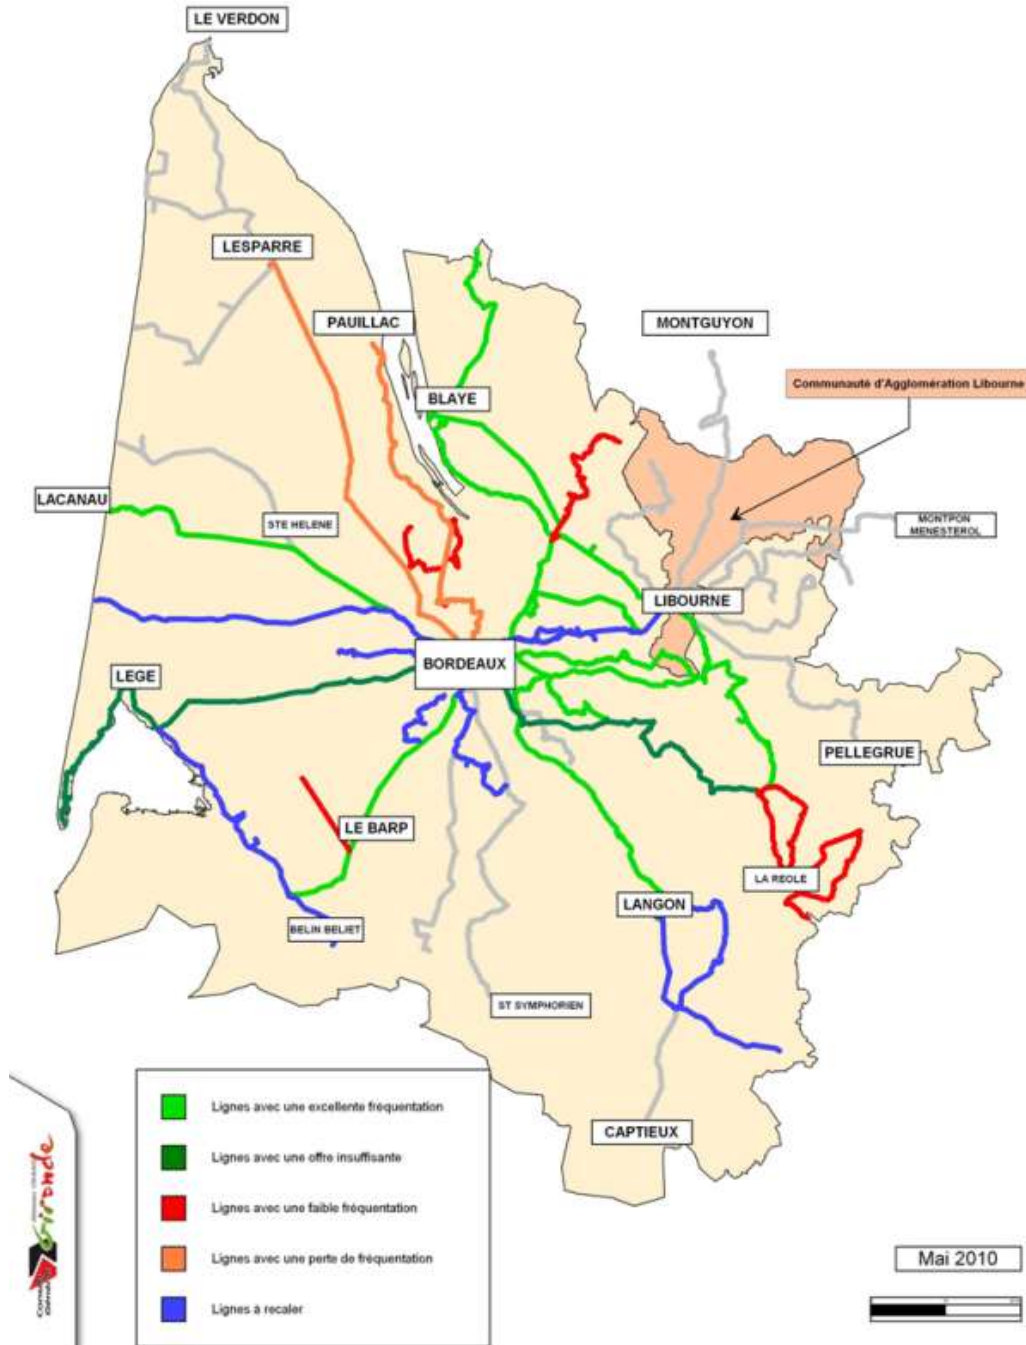 LE VERDON
LESPARRE
PAUILLAC
MONTGUYON
Communauté d'Agglomération Libourne
BLAYE
LACANAU
STE HELENE
MONTPON
MENESTEROL
LIBOURNE
BORDEAUX
LEGE
PELLEGRUE
LE BARP
LA REOLE
LANGON
BELIN BELIET
ST SYMPHORIEN
CAPTIEUX
Lignes avec une excellente fréquentation
Lignes avec une offre insuffisante
Lignes avec une faible fréquentation
Lignes avec une perte de fréquentation
Lignes à recaler
Gironde
Mai 2010